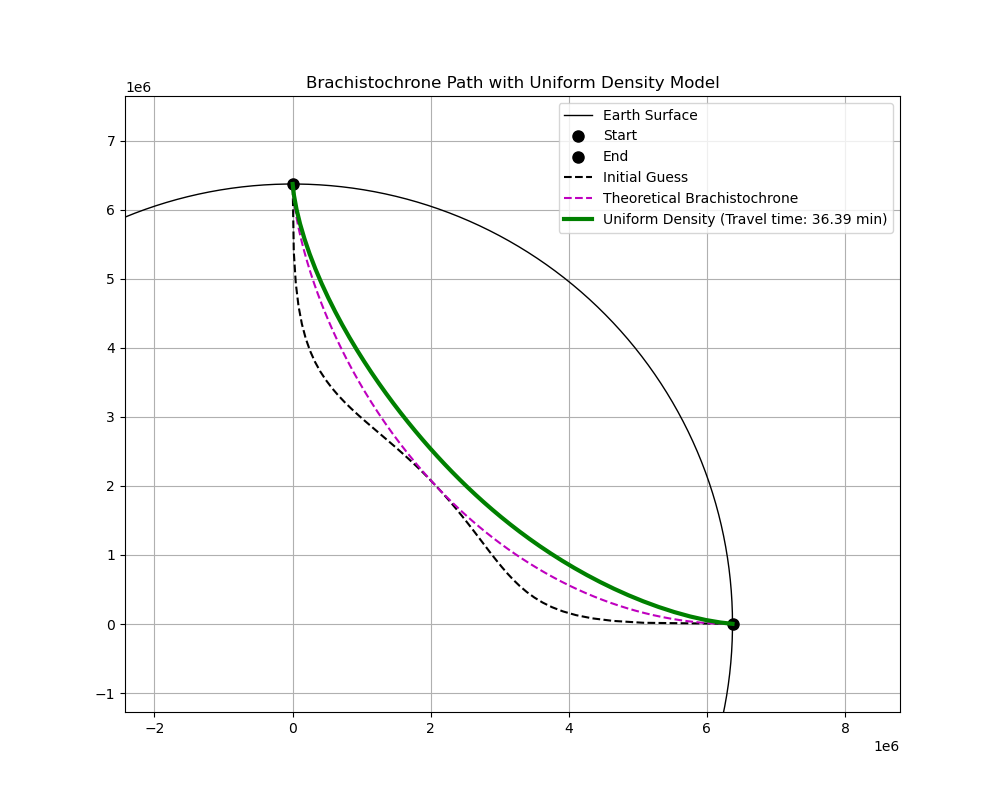 Brachistochrone Path with Uniform Density Model
1e6
Earth Surface
Start
End
Initial Guess
Theoretical Brachistochrone
Uniform Density (Travel time: 36.39 min)
7
6
5
4
3
2
1
0
−1
−2 0 2 4 6 8
1e6